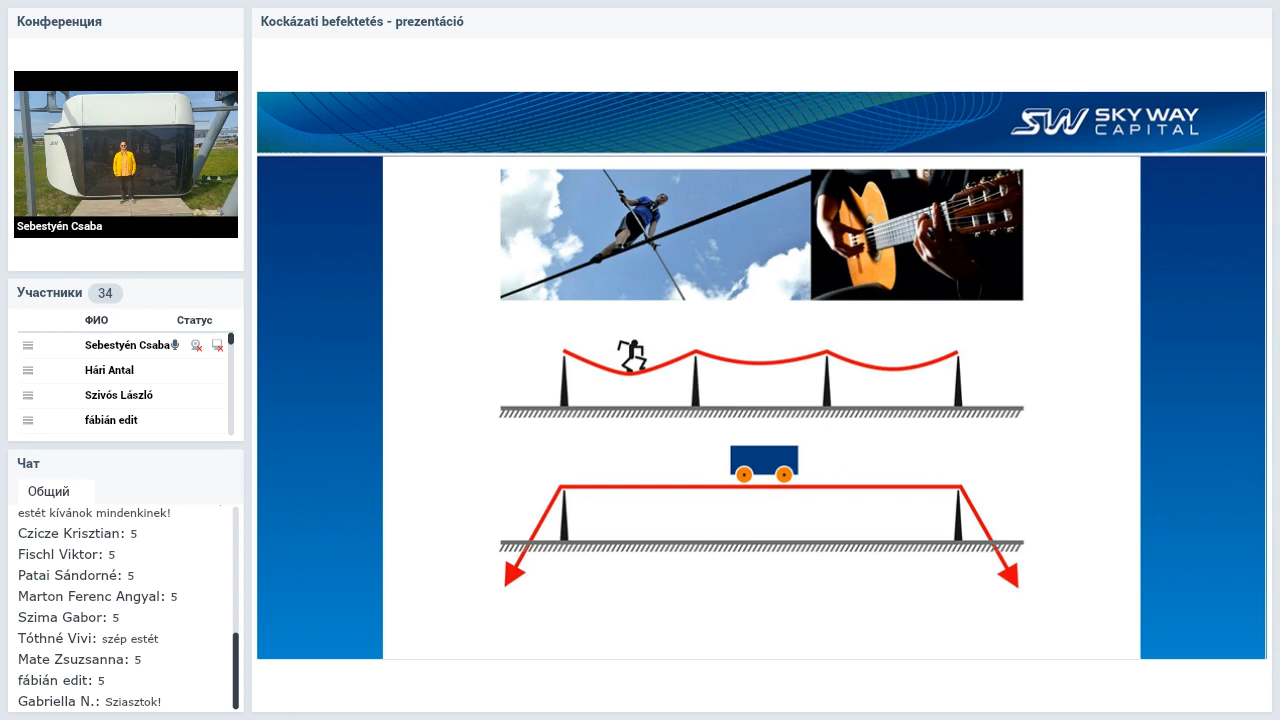 Конференция
Sebestyén Csaba
Участники 34
ФИО Статус
Sebestyén Csaba
Hári Antal
Szivós László
fábián edit
Чат
Общий
estét kívánok mindenkinek!
Czicze Krisztian: 5
Fischl Viktor: 5
Patai Sándorné: 5
Marton Ferenc Angyal: 5
Szima Gabor: 5
Tóthné Vivi: szép estét
Mate Zsuzsanna: 5
fábián edit: 5
Gabriella N.: Sziasztok!
Kockázati befektetés - prezentáció
SW SKY WAY
CAPITAL